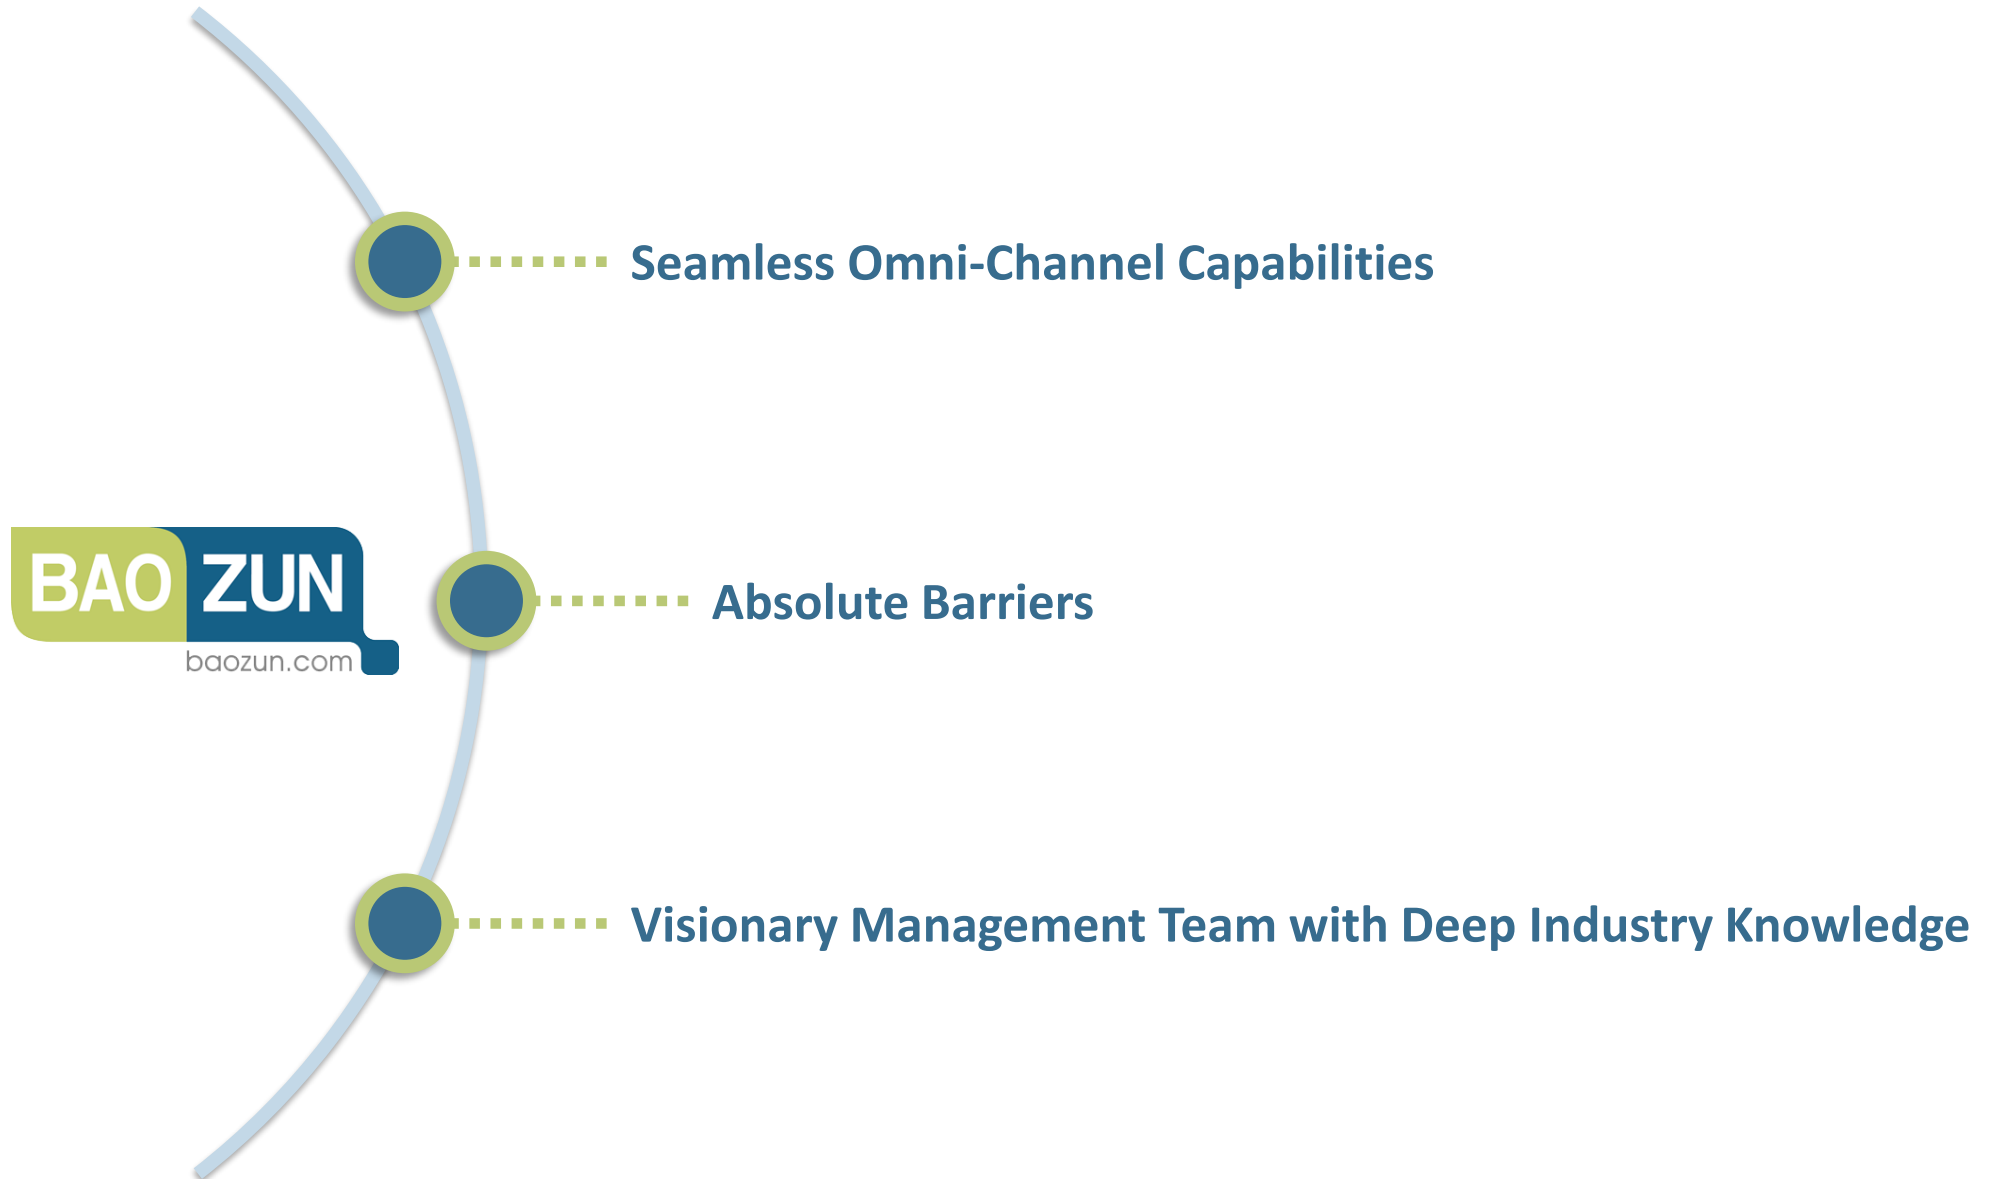 Seamless Omni-Channel Capabilities
BAO ZUN
baozun.com
Absolute Barriers
Visionary Management Team with Deep Industry Knowledge